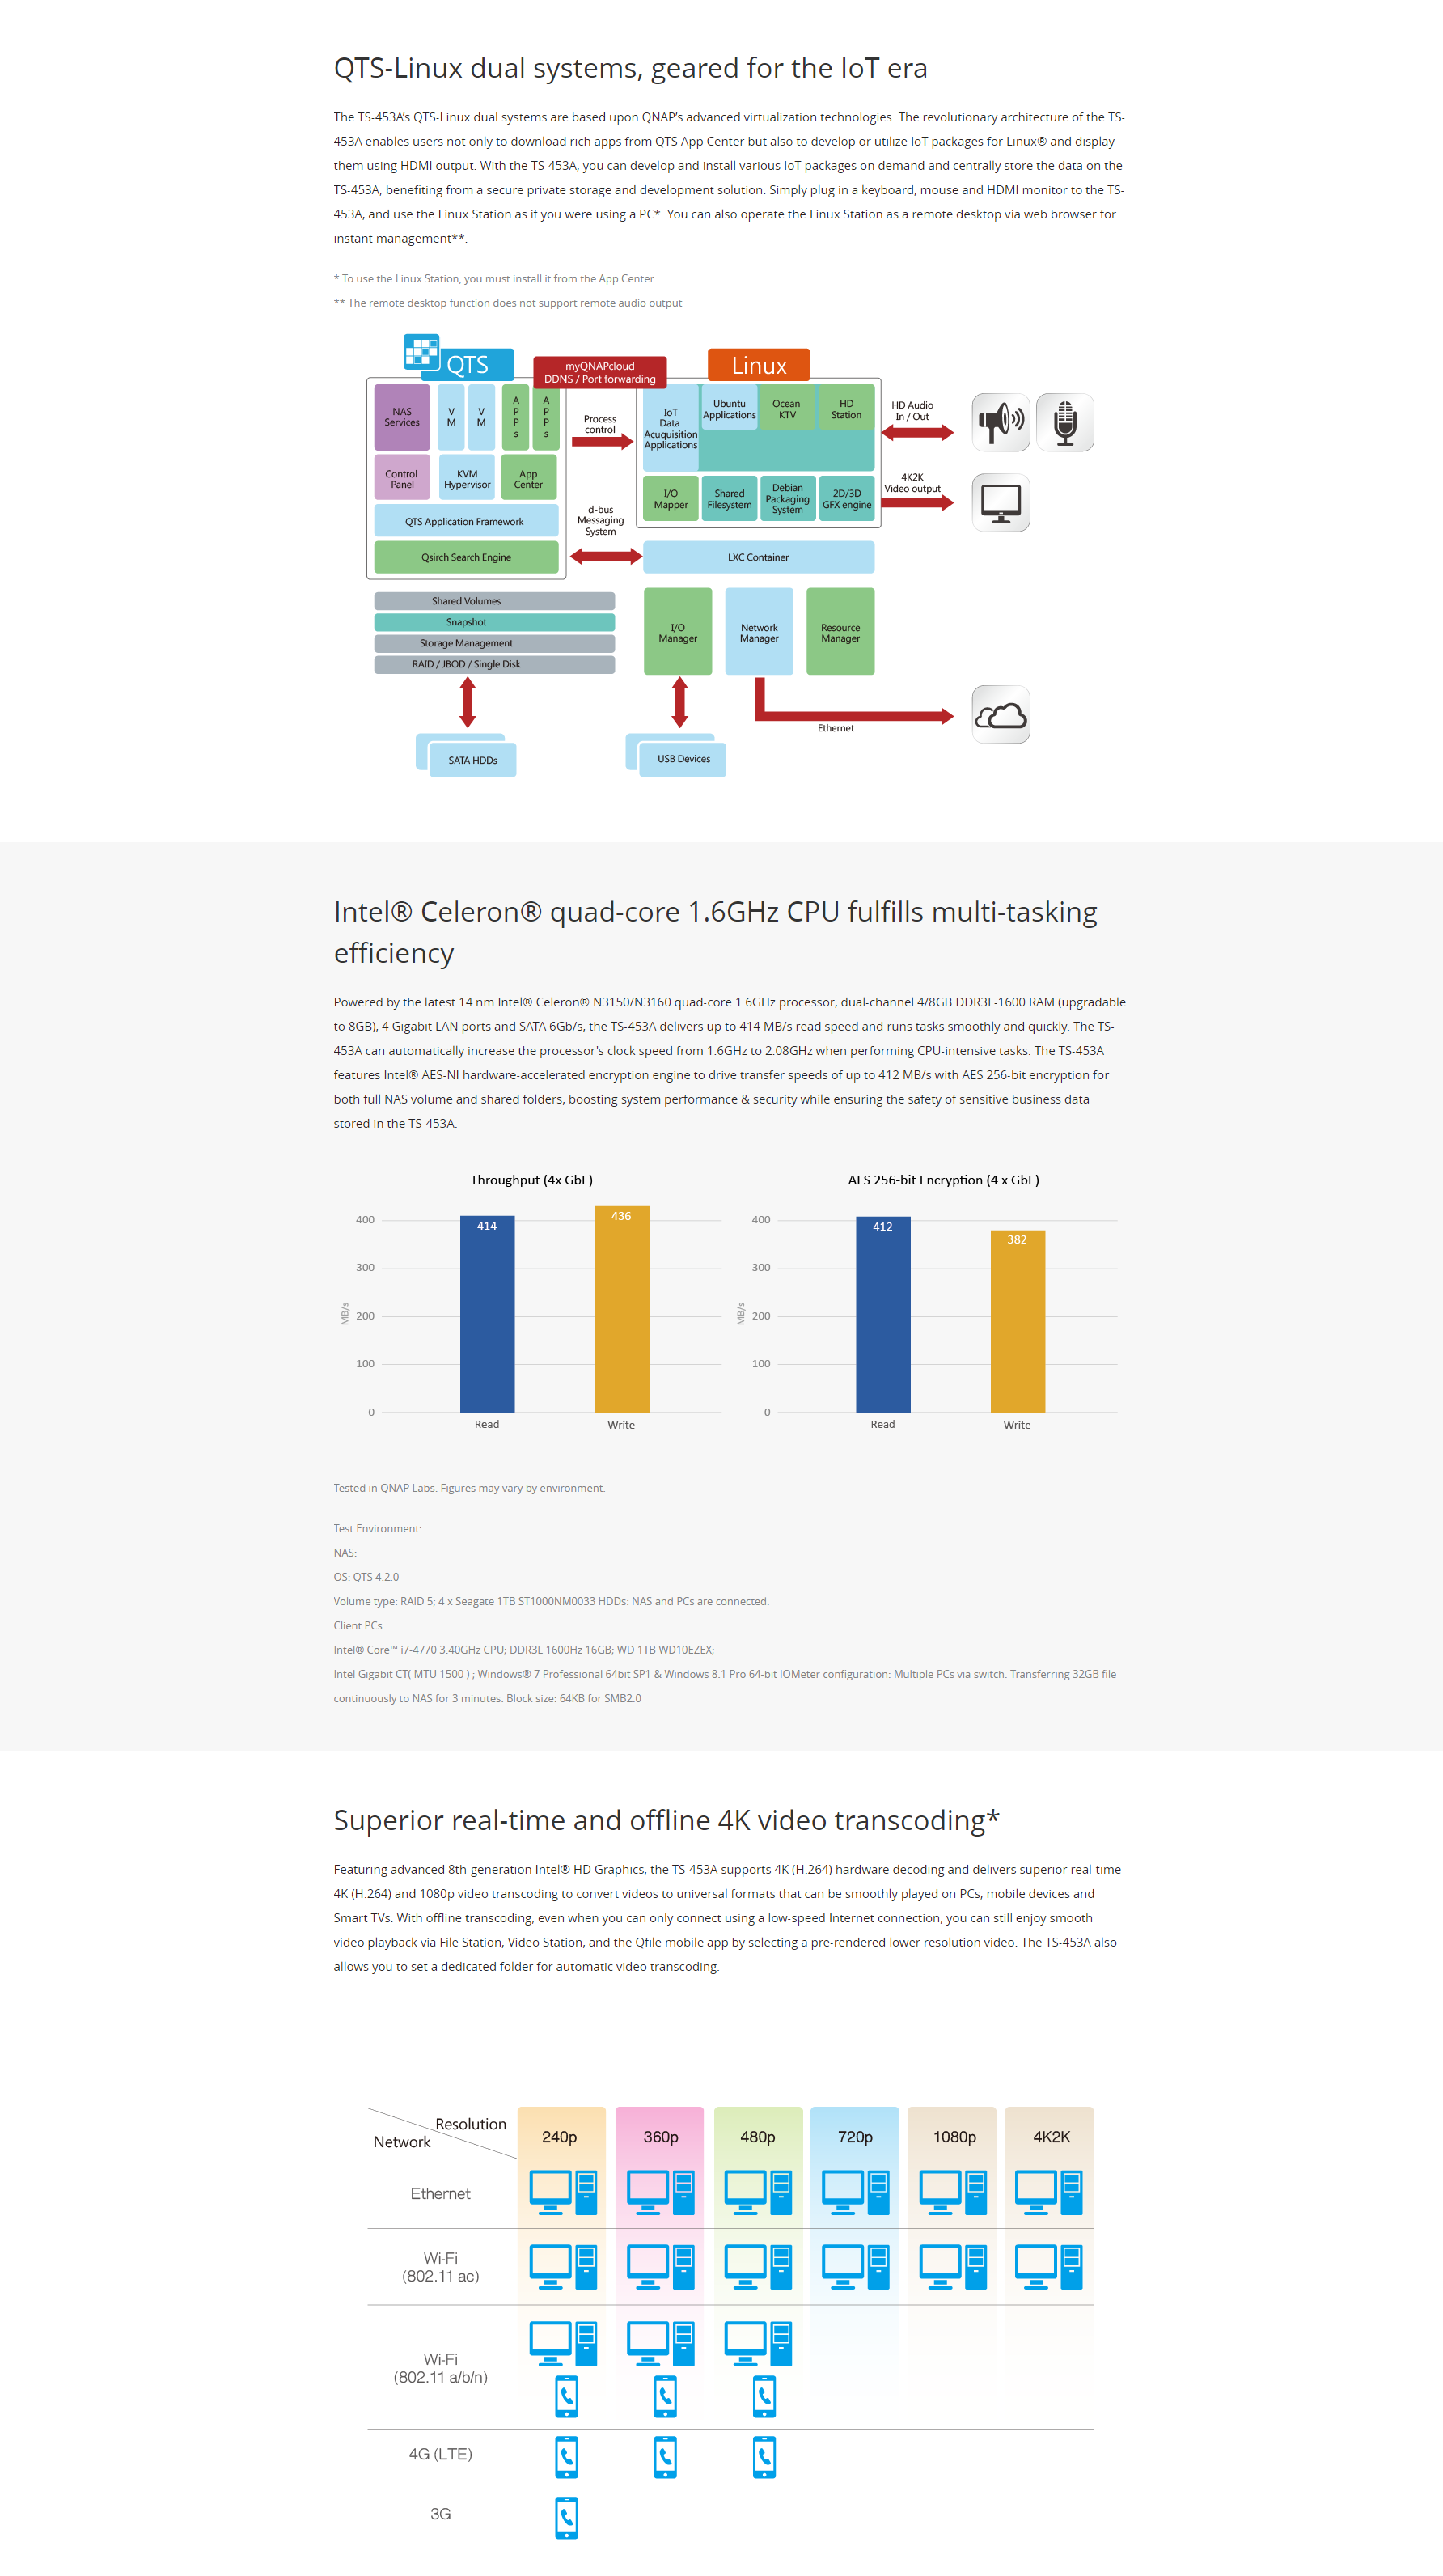 QTS-Linux dual systems, geared for the IoT era
The TS-453A's QTS-Linux dual systems are based upon QNAP's advanced virtualization technologies. The revolutionary architecture of the TS-
453A enables users not only to download rich apps from QTS App Center but also to develop or utilize IoT packages for Linux® and display
them using HDMI output. With the TS-453A, you can develop and install various IoT packages on demand and centrally store the data on the
TS-453A, benefiting from a secure private storage and development solution. Simply plug in a keyboard, mouse and HDMI monitor to the TS-
453A, and use the Linux Station as if you were using a PC*. You can also operate the Linux Station as a remote desktop via web browser for
instant management**.
* To use the Linux Station, you must install it from the App Center.
** The remote desktop function does not support remote audio output
QTS
myQNAPcloud
DDNS / Port forwarding
Linux
NAS
Services
VM
VM
APPs
APPs
Control
Panel
KVM
Hypervisor
App
Center
QTS Application Framework
Qsirch Search Engine
Process
control
d-bus
Messaging
System
IoT
Data
Acuquisition
Applications
Ubuntu
Applications
Ocean
KTV
HD
Station
I/O
Mapper
Shared
Filesystem
Debian
Packaging
System
2D/3D
GFX engine
LXC Container
HD Audio
In / Out
4K2K
Video output
Shared Volumes
Snapshot
Storage Management
RAID / JBOD / Single Disk
I/O
Manager
Network
Manager
Resource
Manager
Ethernet
SATA HDDs
USB Devices
Intel® Celeron® quad-core 1.6GHz CPU fulfills multi-tasking
efficiency
Powered by the latest 14 nm Intel® Celeron® N3150/N3160 quad-core 1.6GHz processor, dual-channel 4/8GB DDR3L-1600 RAM (upgradable
to 8GB), 4 Gigabit LAN ports and SATA 6Gb/s, the TS-453A delivers up to 414 MB/s read speed and runs tasks smoothly and quickly. The TS-
453A can automatically increase the processor's clock speed from 1.6GHz to 2.08GHz when performing CPU-intensive tasks. The TS-453A
features Intel® AES-NI hardware-accelerated encryption engine to drive transfer speeds of up to 412 MB/s with AES 256-bit encryption for
both full NAS volume and shared folders, boosting system performance & security while ensuring the safety of sensitive business data
stored in the TS-453A.
Throughput (4x GbE)
400
300
200
100
0
MB/s
414
436
Read
Write
AES 256-bit Encryption (4 x GbE)
400
300
200
100
0
MB/s
412
382
Read
Write
Tested in QNAP Labs. Figures may vary by environment.
Test Environment:
NAS:
OS: QTS 4.2.0
Volume type: RAID 5; 4 x Seagate 1TB ST1000NM0033 HDDs: NAS and PCs are connected.
Client PCs:
Intel® Core™ i7-4770 3.40GHz CPU; DDR3L 1600Hz 16GB; WD 1TB WD10EZEX;
Intel Gigabit CT( MTU 1500 ) ; Windows® 7 Professional 64bit SP1 & Windows 8.1 Pro 64-bit IOMeter configuration: Multiple PCs via switch. Transferring 32GB file
continuously to NAS for 3 minutes. Block size: 64KB for SMB2.0
Superior real-time and offline 4K video transcoding*
Featuring advanced 8th-generation Intel® HD Graphics, the TS-453A supports 4K (H.264) hardware decoding and delivers superior real-time
4K (H.264) and 1080p video transcoding to convert videos to universal formats that can be smoothly played on PCs, mobile devices and
Smart TVs. With offline transcoding, even when you can only connect using a low-speed Internet connection, you can still enjoy smooth
video playback via File Station, Video Station, and the Qfile mobile app by selecting a pre-rendered lower resolution video. The TS-453A also
allows you to set a dedicated folder for automatic video transcoding.
Resolution
Network
240p
360p
480p
720p
1080p
4K2K
Ethernet
Wi-Fi
(802.11 ac)
Wi-Fi
(802.11 a/b/n)
4G (LTE)
3G